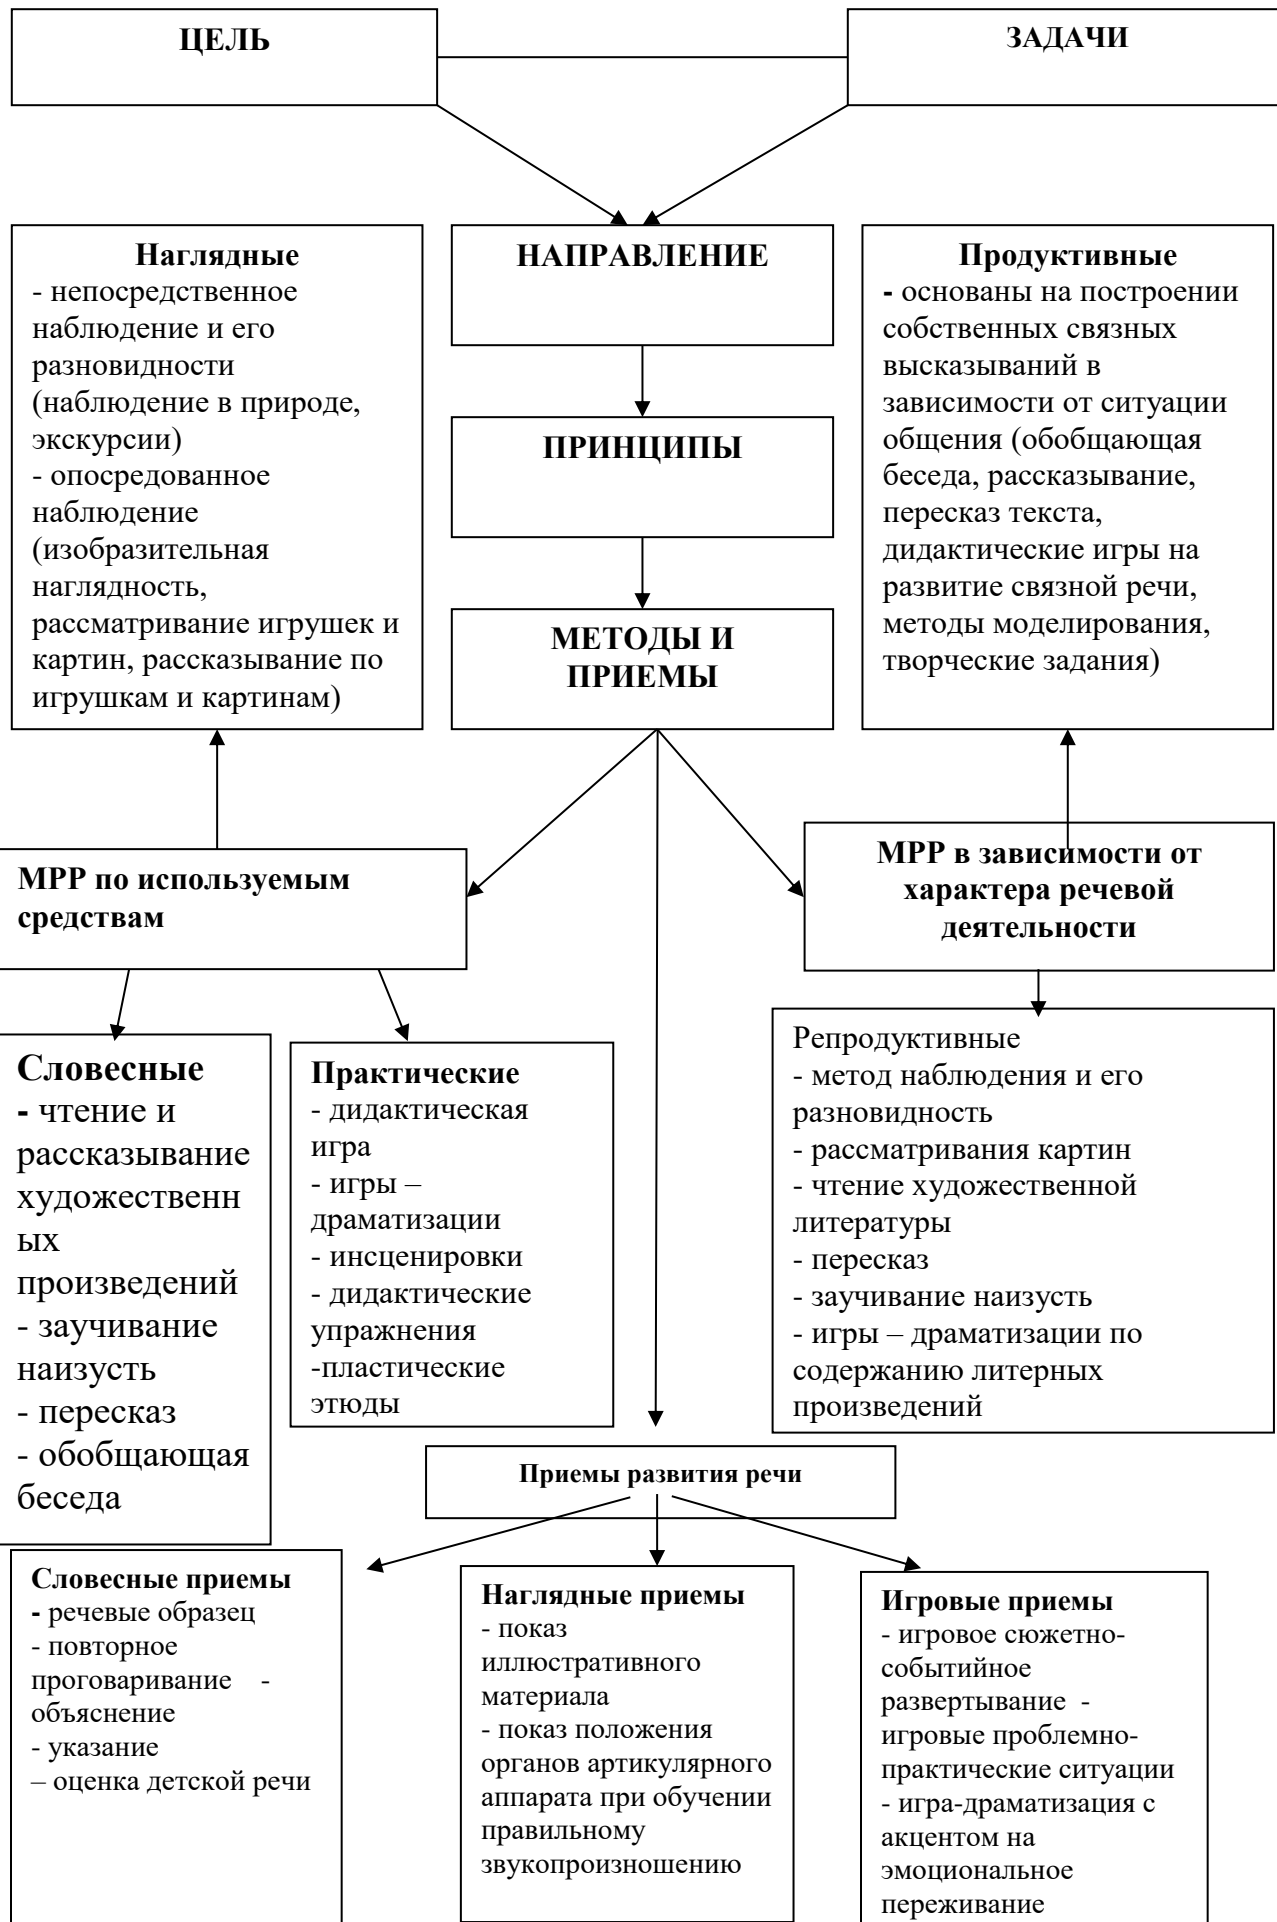 ЦЕЛЬ
ЗАДАЧИ
Наглядные
- непосредственное
наблюдение и его
разновидности
(наблюдение в природе,
экскурсии)
- опосредованное
наблюдение
(изобразительная
наглядность,
рассматривание игрушек и
картин, рассказывание по
игрушкам и картинам)
НАПРАВЛЕНИЕ
ПРИНЦИПЫ
МЕТОДЫ И
ПРИЕМЫ
Продуктивные
- основаны на построении
собственных связных
высказываний в
зависимости от ситуации
общения (обобщающая
беседа, рассказывание,
пересказ текста,
дидактические игры на
развитие связной речи,
методы моделирования,
творческие задания)
МРР по используемым
средствам
МРР в зависимости от
характера речевой
деятельности
Словесные
- чтение и
рассказывание
художественн
ых
произведений
- заучивание
наизусть
- пересказ
- обобщающая
беседа
Практические
- дидактическая
игра
- игры –
драматизации
- инсценировки
- дидактические
упражнения
-пластические
этюды
Репродуктивные
- метод наблюдения и его
разновидность
- рассматривания картин
- чтение художественной
литературы
- пересказ
- заучивание наизусть
- игры – драматизации по
содержанию литерных
произведений
Приемы развития речи
Словесные приемы
- речевые образец
- повторное
проговаривание -
объяснение
- указание
– оценка детской речи
Наглядные приемы
- показ
иллюстративного
материала
- показ положения
органов артикулярного
аппарата при обучении
правильному
звукопроизношению
Игровые приемы
- игровое сюжетно-
событийное
развертывание -
игровые проблемно-
практические ситуации
- игра-драматизация с
акцентом на
эмоциональное
переживание